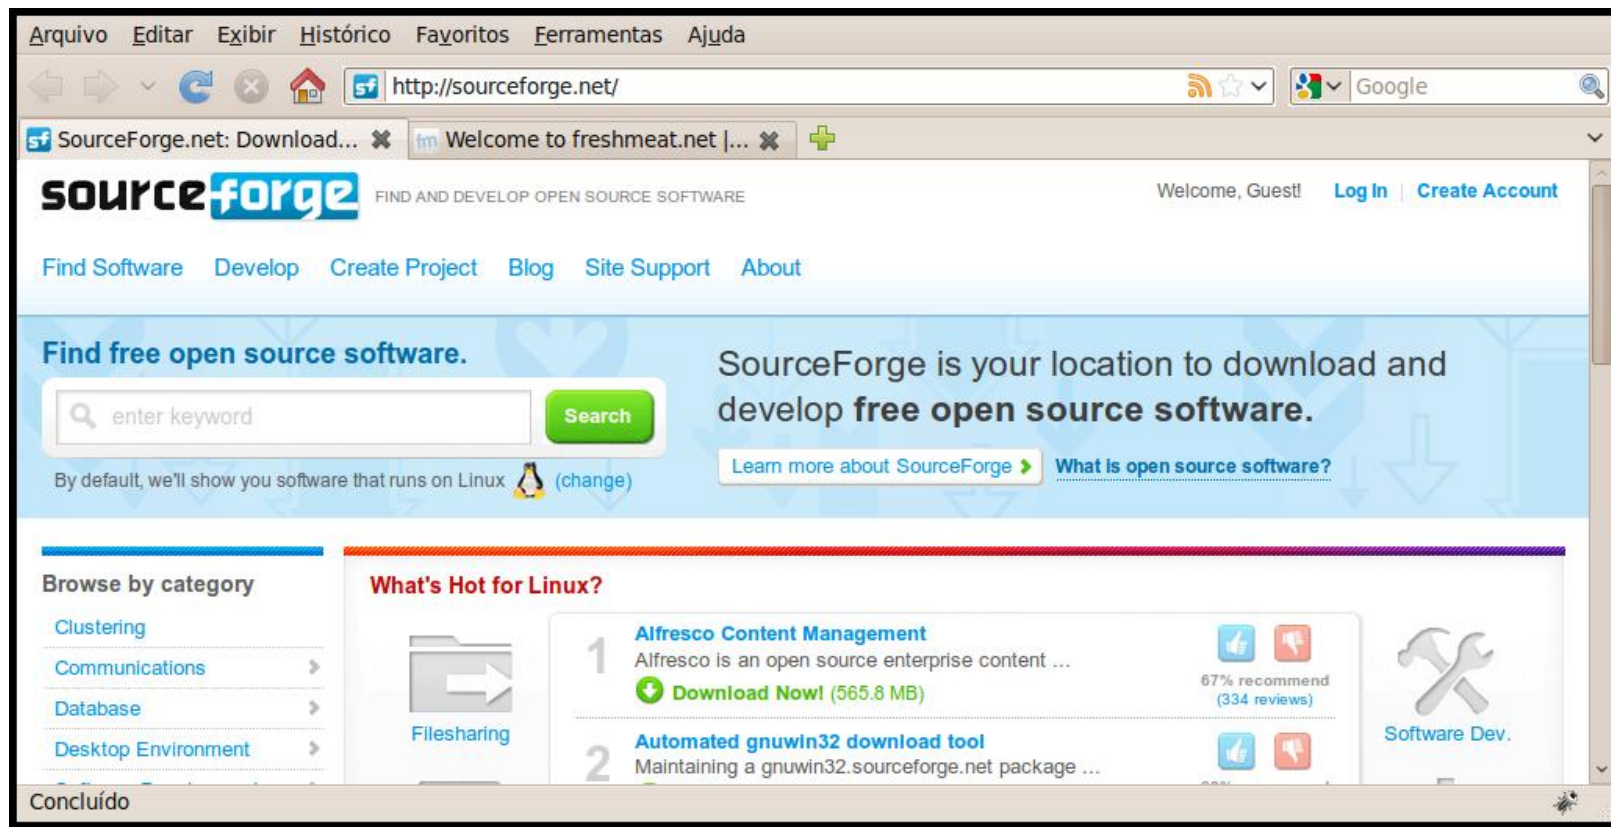 Arquivo Editar Exibir Histórico Favoritos Ferramentas Ajuda
sf http://sourceforge.net/ Google
sf SourceForge.net: Download... fm Welcome to freshmeat.net |...
sourceforge FIND AND DEVELOP OPEN SOURCE SOFTWARE Welcome, Guest! Log In | Create Account
Find Software Develop Create Project Blog Site Support About
Find free open source software.
enter keyword Search
By default, we'll show you software that runs on Linux (change)
SourceForge is your location to download and
develop free open source software.
Learn more about SourceForge What is open source software?
Browse by category
Clustering
Communications
Database
Desktop Environment
What's Hot for Linux?
Filesharing
1 Alfresco Content Management
Alfresco is an open source enterprise content ...
Download Now! (565.8 MB)
67% recommend
(334 reviews)
2 Automated gnuwin32 download tool
Maintaining a gnuwin32.sourceforge.net package ...
Software Dev.
Concluído